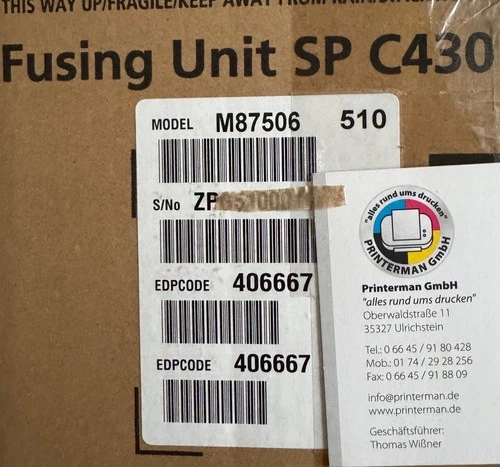 THIS WAY UP/FRAGILE/KEEP AWAY FROM
Fusing Unit SP C430
MODEL M87506 510
S/No ZP
EDPCODE 406667
EDPCODE 406667
"alles rund ums drucken"
PRINTERMAN GmbH
Printerman GmbH
"alles rund ums drucken"
Oberwaldstraße 11
35327 Ulrichstein
Tel.: 0 66 45 / 91 80 428
Mob.: 01 74 / 29 28 256
Fax: 0 66 45 / 91 88 09
info@printerman.de
www.printerman.de
Geschäftsführer:
Thomas Wißner